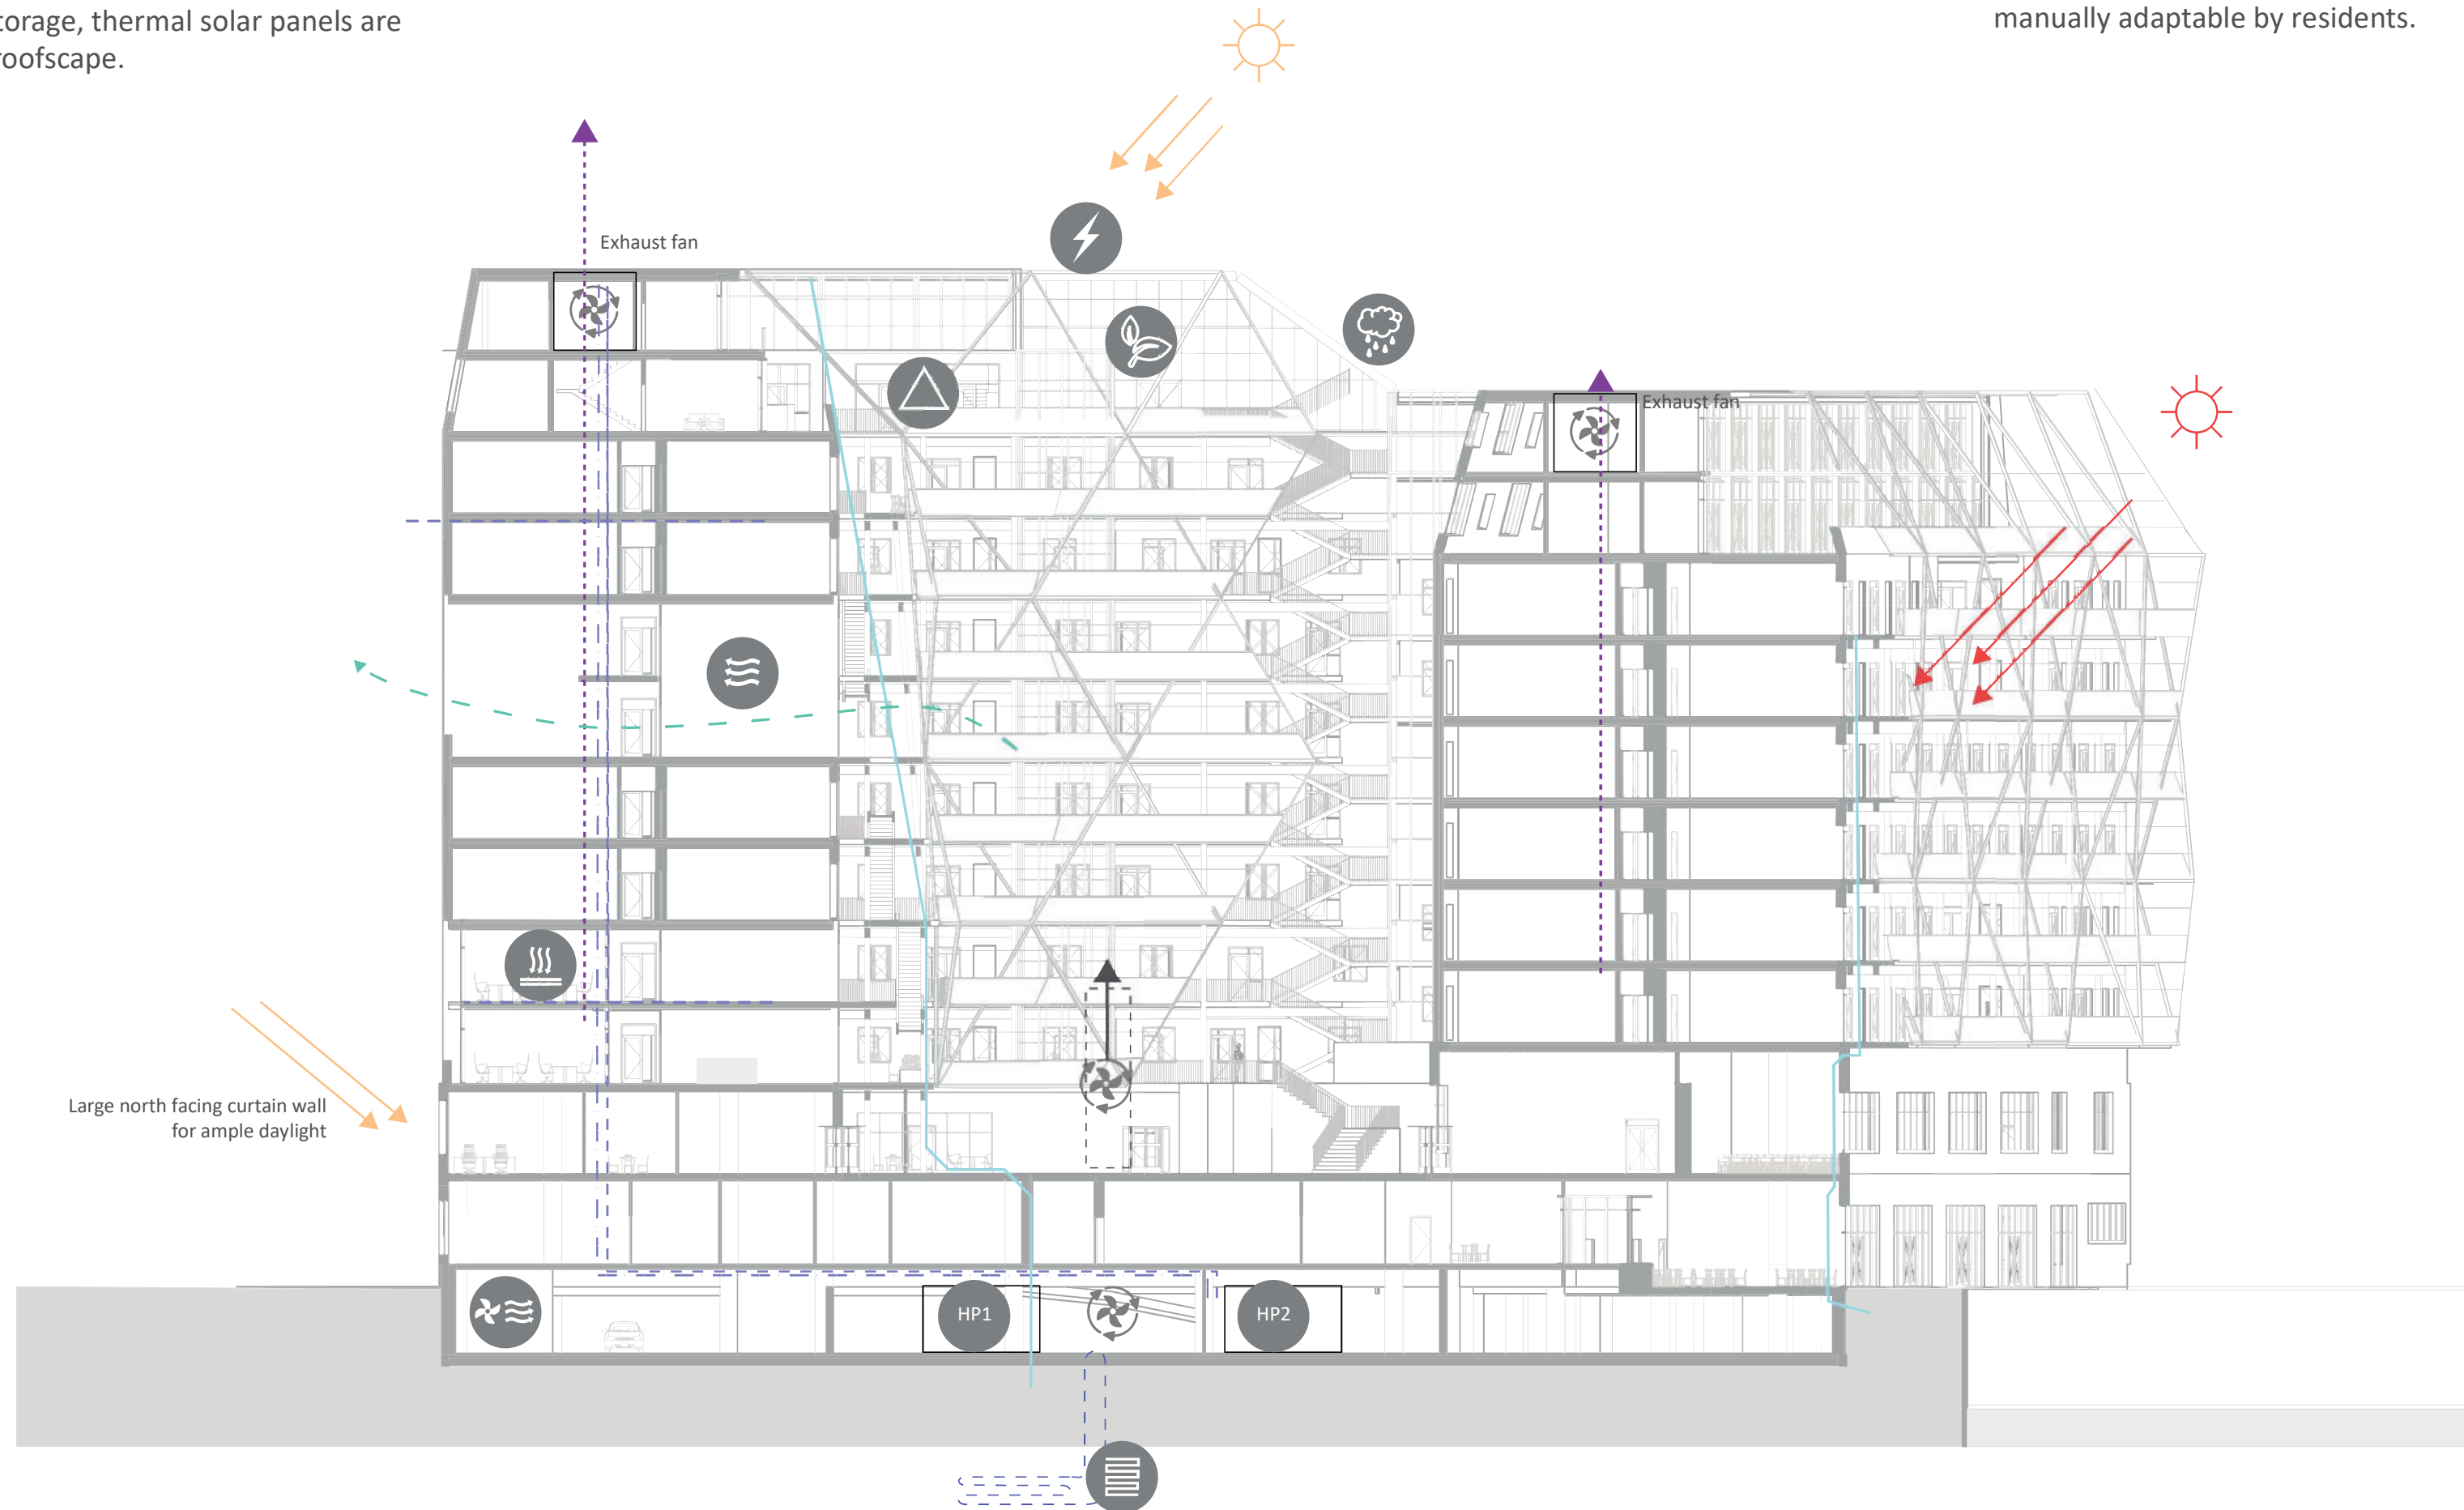 torage, thermal solar panels are
roofscape.
manually adaptable by residents.
Exhaust fan
Exhaust fan
Large north facing curtain wall
for ample daylight
HP1
HP2